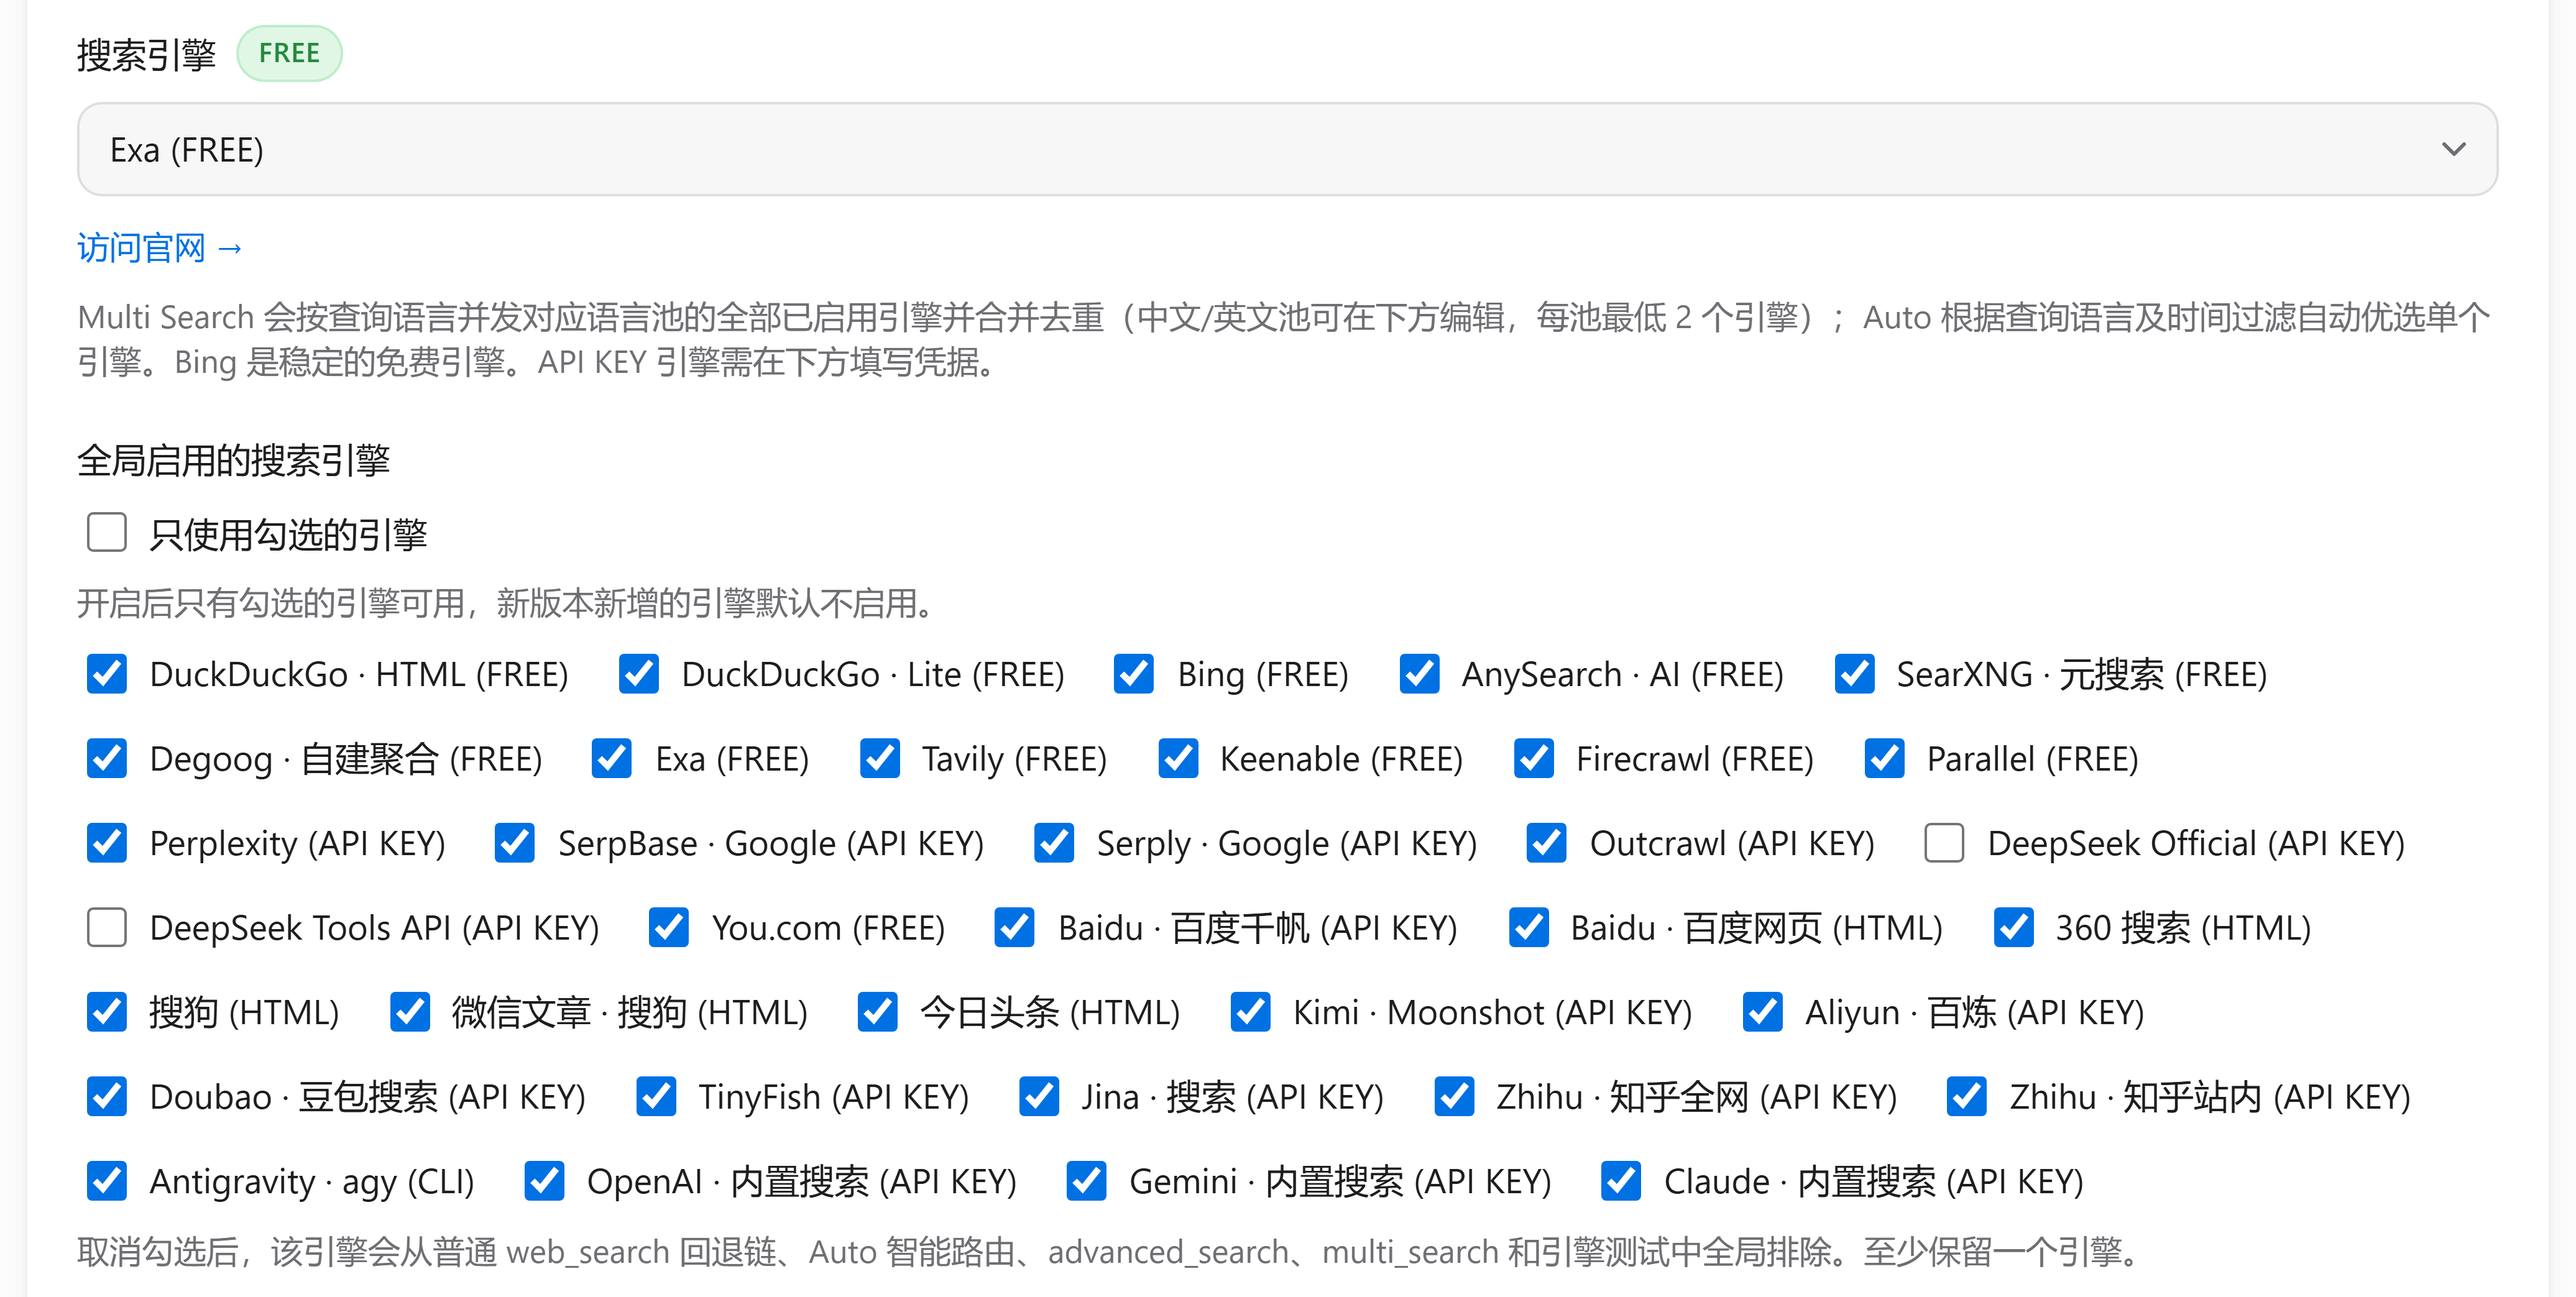 搜索引擎 FREE
Exa (FREE)
访问官网 →
Multi Search 会按查询语言并发对应语言池的全部已启用引擎并合并去重（中文/英文池可在下方编辑，每池最低 2 个引擎）；Auto 根据查询语言及时间过滤自动优选单个
引擎。Bing 是稳定的免费引擎。API KEY 引擎需在下方填写凭据。
全局启用的搜索引擎
只使用勾选的引擎
开启后只有勾选的引擎可用，新版本新增的引擎默认不启用。
DuckDuckGo · HTML (FREE) DuckDuckGo · Lite (FREE) Bing (FREE) AnySearch · AI (FREE) SearXNG · 元搜索 (FREE)
Degoog · 自建聚合 (FREE) Exa (FREE) Tavily (FREE) Keenable (FREE) Firecrawl (FREE) Parallel (FREE)
Perplexity (API KEY) SerpBase · Google (API KEY) Serply · Google (API KEY) Outcrawl (API KEY) DeepSeek Official (API KEY)
DeepSeek Tools API (API KEY) You.com (FREE) Baidu · 百度千帆 (API KEY) Baidu · 百度网页 (HTML) 360 搜索 (HTML)
搜狗 (HTML) 微信文章 · 搜狗 (HTML) 今日头条 (HTML) Kimi · Moonshot (API KEY) Aliyun · 百炼 (API KEY)
Doubao · 豆包搜索 (API KEY) TinyFish (API KEY) Jina · 搜索 (API KEY) Zhihu · 知乎全网 (API KEY) Zhihu · 知乎站内 (API KEY)
Antigravity · agy (CLI) OpenAI · 内置搜索 (API KEY) Gemini · 内置搜索 (API KEY) Claude · 内置搜索 (API KEY)
取消勾选后，该引擎会从普通 web_search 回退链、Auto 智能路由、advanced_search、multi_search 和引擎测试中全局排除。至少保留一个引擎。